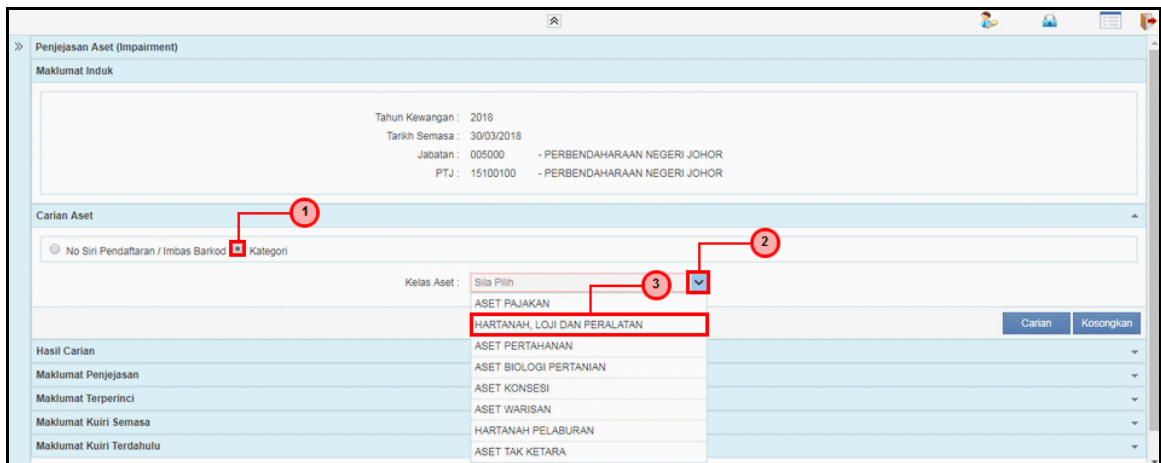 Penjejasan Aset (Impairment)
Maklumat Induk
Tahun Kewangan : 2018
Tarikh Semasa : 30/03/2018
Jabatan : 005000 - PERBENDAHARAAN NEGERI JOHOR
PTJ : 15100100 - PERBENDAHARAAN NEGERI JOHOR
1
Carian Aset
No Siri Pendaftaran / Imbas Barkod Kategori
2
Kelas Aset : Sila Pilih
3
ASET PAJAKAN
HARTANAH, LOJI DAN PERALATAN
Carian Kosongkan
ASET PERTAHANAN
Hasil Carian
ASET BIOLOGI PERTANIAN
Maklumat Penjejasan
ASET KONSESI
Maklumat Terperinci
ASET WARISAN
Maklumat Kuiri Semasa
HARTANAH PELABURAN
Maklumat Kuiri Terdahulu
ASET TAK KETARA